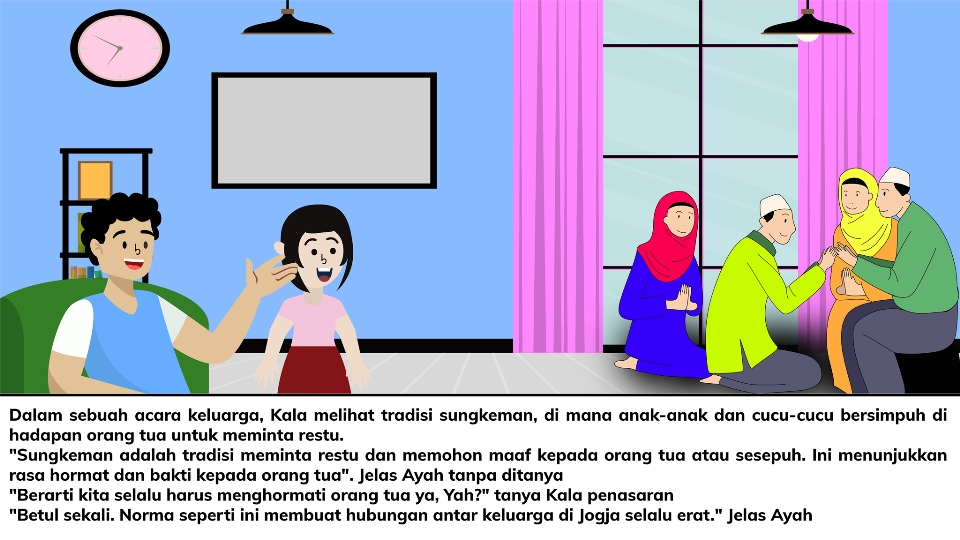 Dalam sebuah acara keluarga, Kala melihat tradisi sungkeman, di mana anak-anak dan cucu-cucu bersimpuh di
hadapan orang tua untuk meminta restu.
"Sungkeman adalah tradisi meminta restu dan memohon maaf kepada orang tua atau sesepuh. Ini menunjukkan
rasa hormat dan bakti kepada orang tua". Jelas Ayah tanpa ditanya
"Berarti kita selalu harus menghormati orang tua ya, Yah?" tanya Kala penasaran
"Betul sekali. Norma seperti ini membuat hubungan antar keluarga di Jogja selalu erat." Jelas Ayah